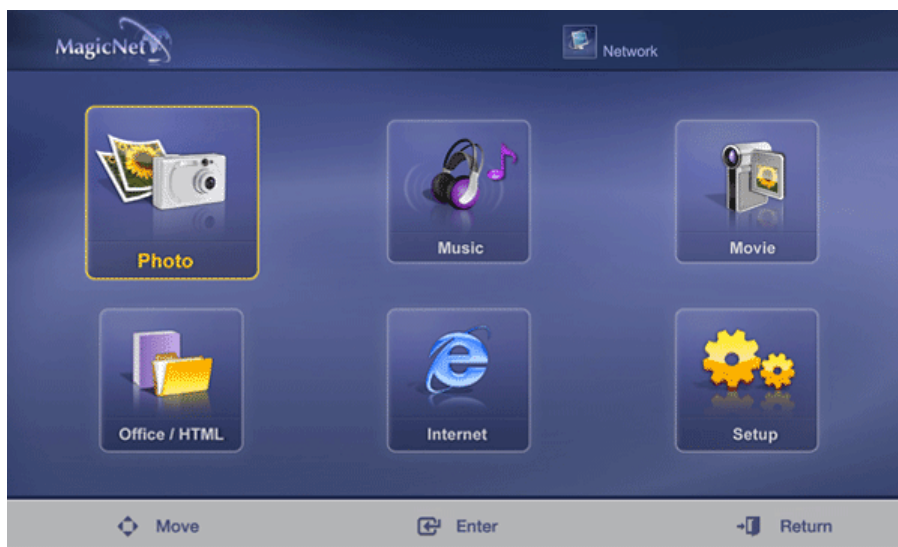 MagicNet
Network
Photo
Music
Movie
Office / HTML
Internet
Setup
Move
Enter
Return